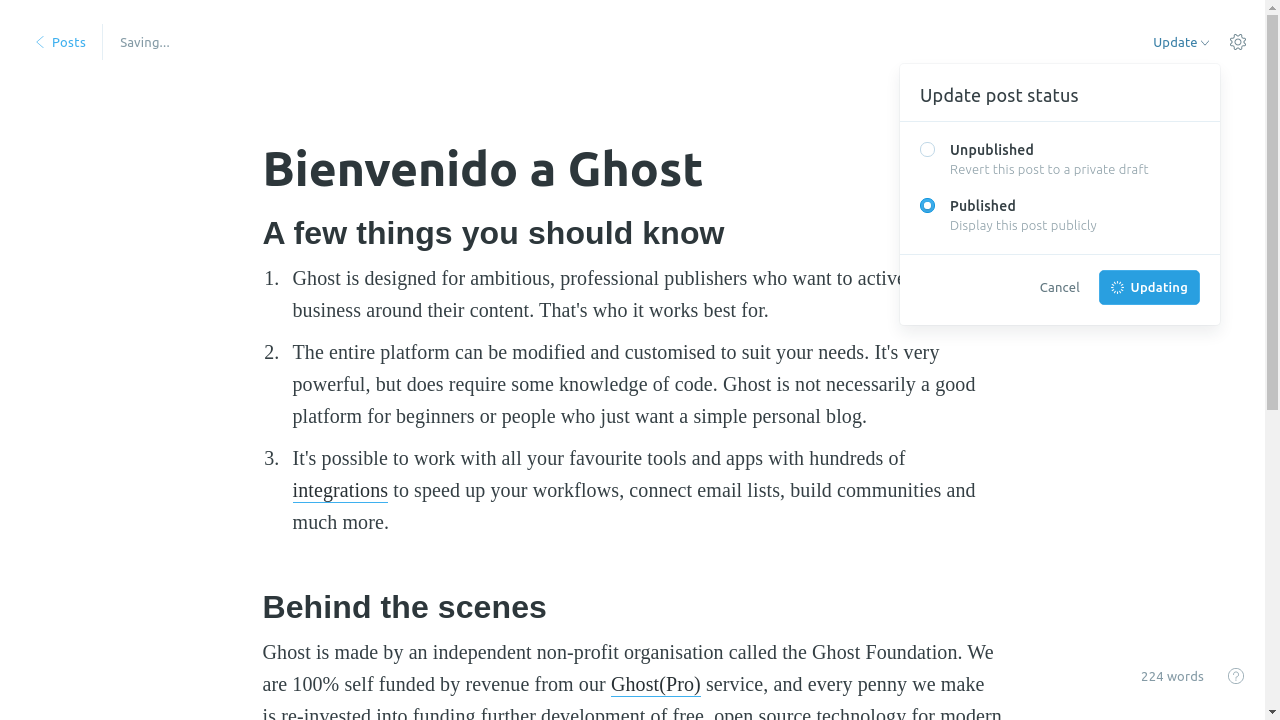 Posts
Saving...
Update
Update post status
Unpublished
Revert this post to a private draft
Published
Display this post publicly
Cancel
Updating
Bienvenido a Ghost
A few things you should know
1. Ghost is designed for ambitious, professional publishers who want to active
business around their content. That's who it works best for.
2. The entire platform can be modified and customised to suit your needs. It's very
powerful, but does require some knowledge of code. Ghost is not necessarily a good
platform for beginners or people who just want a simple personal blog.
3. It's possible to work with all your favourite tools and apps with hundreds of
integrations to speed up your workflows, connect email lists, build communities and
much more.
Behind the scenes
Ghost is made by an independent non-profit organisation called the Ghost Foundation. We
are 100% self funded by revenue from our Ghost(Pro) service, and every penny we make
is re-invested into funding further development of free, open source technology for modern
224 words